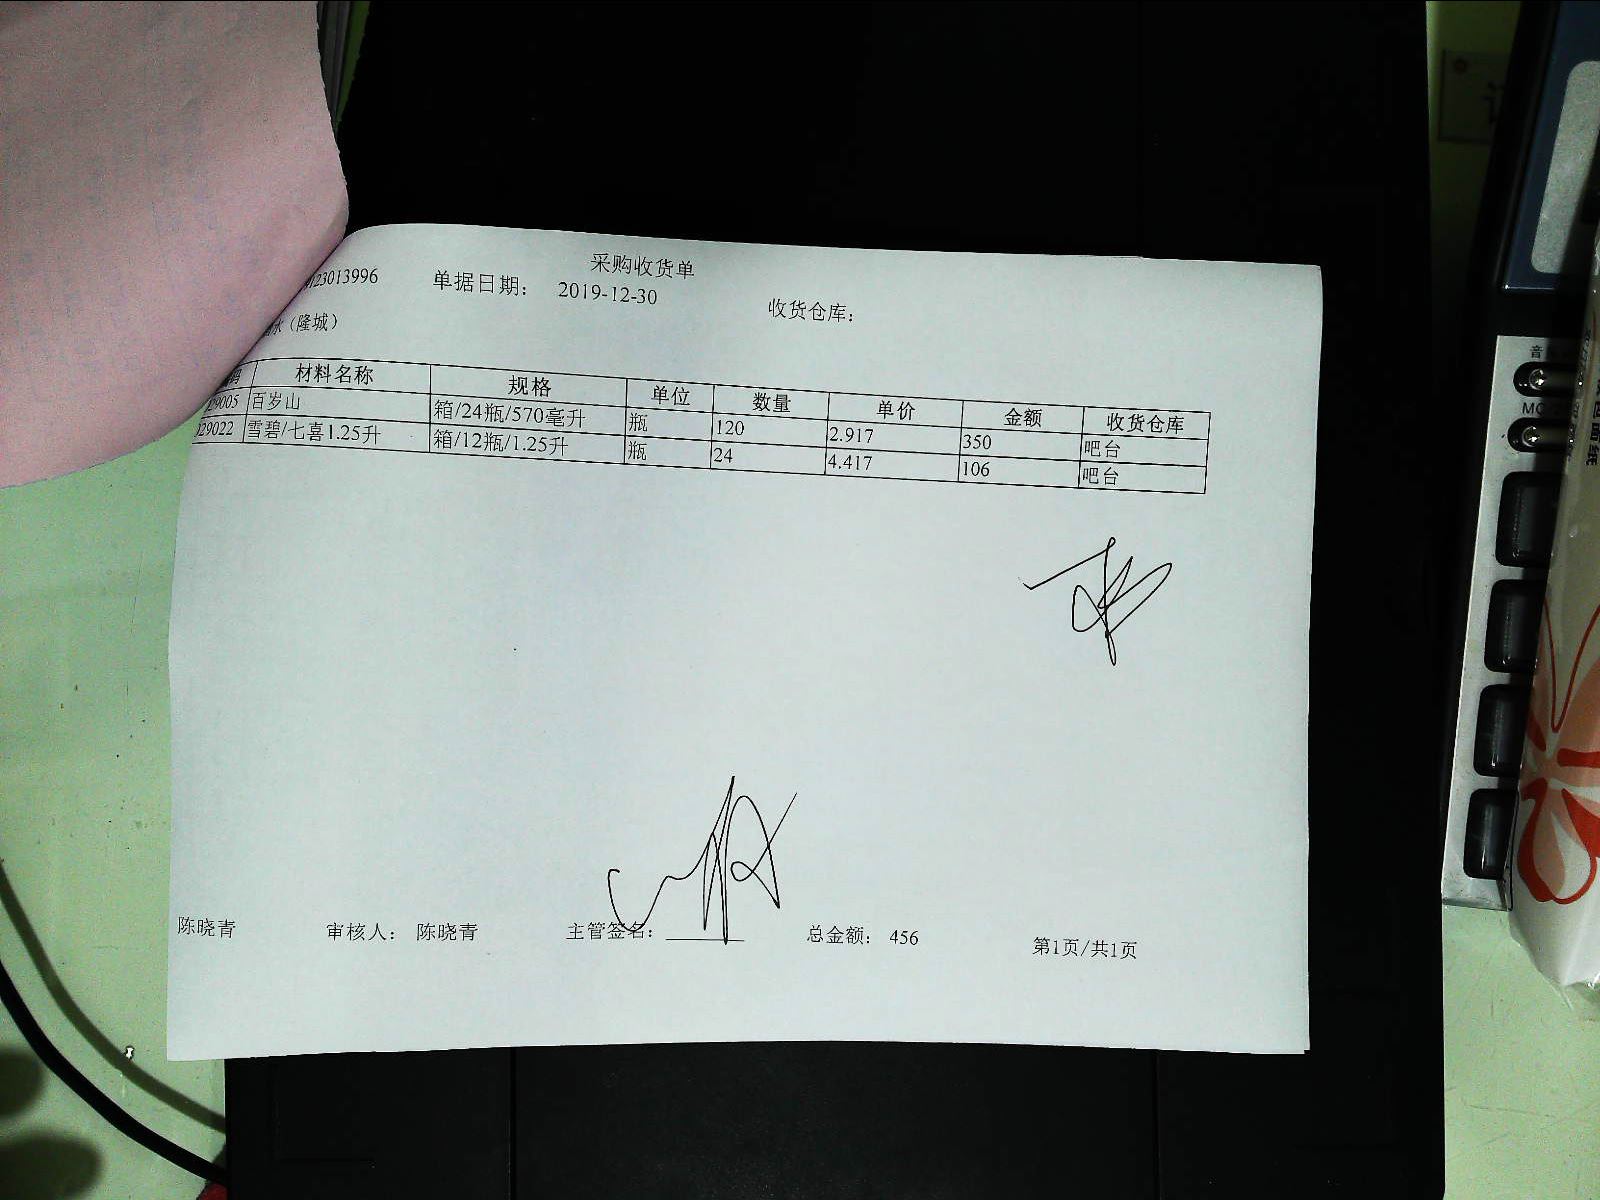 采购收货单
123013996 单据日期： 2019-12-30 收货仓库：
水（隆城）
码 材料名称 规格 单位 数量 单价 金额 收货仓库
29005 百岁山 箱/24瓶/570毫升 瓶 120 2.917 350 吧台
29022 雪碧/七喜1.25升 箱/12瓶/1.25升 瓶 24 4.417 106 吧台
陈晓青 审核人： 陈晓青 主管签名： 总金额： 456 第1页/共1页